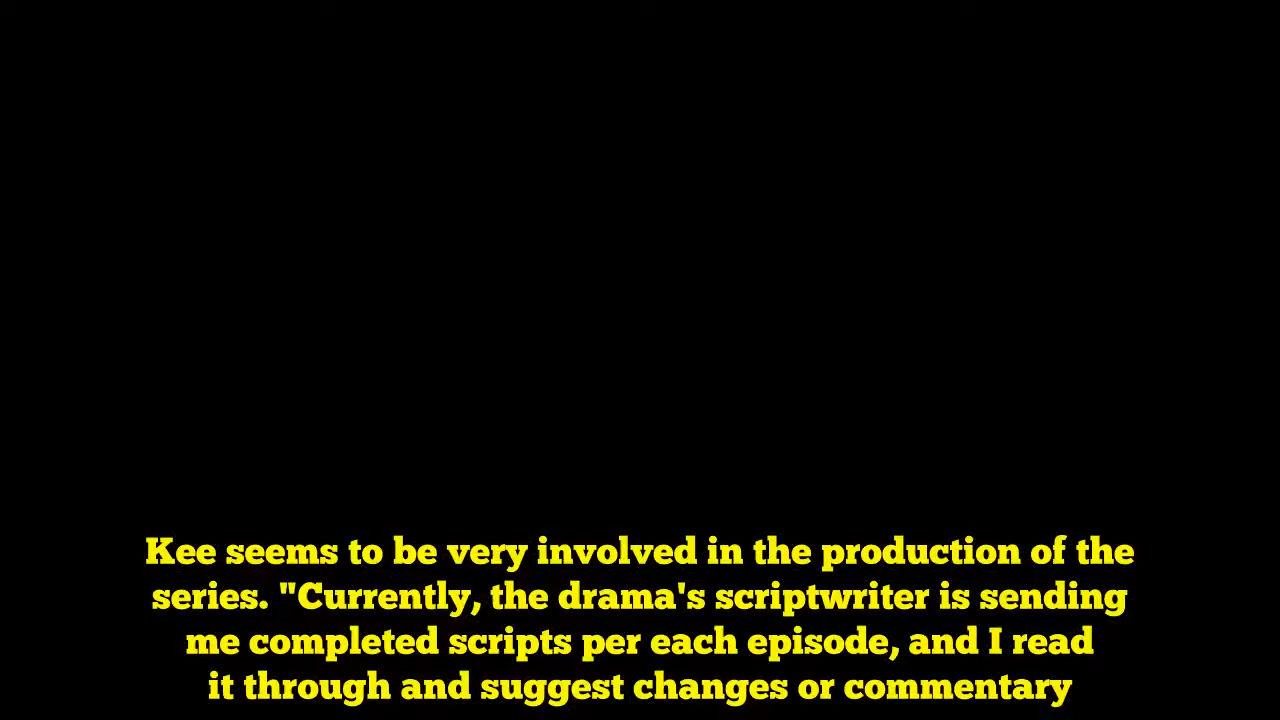 Kee seems to be very involved in the production of the
series. "Currently, the drama's scriptwriter is sending
me completed scripts per each episode, and I read
it through and suggest changes or commentary